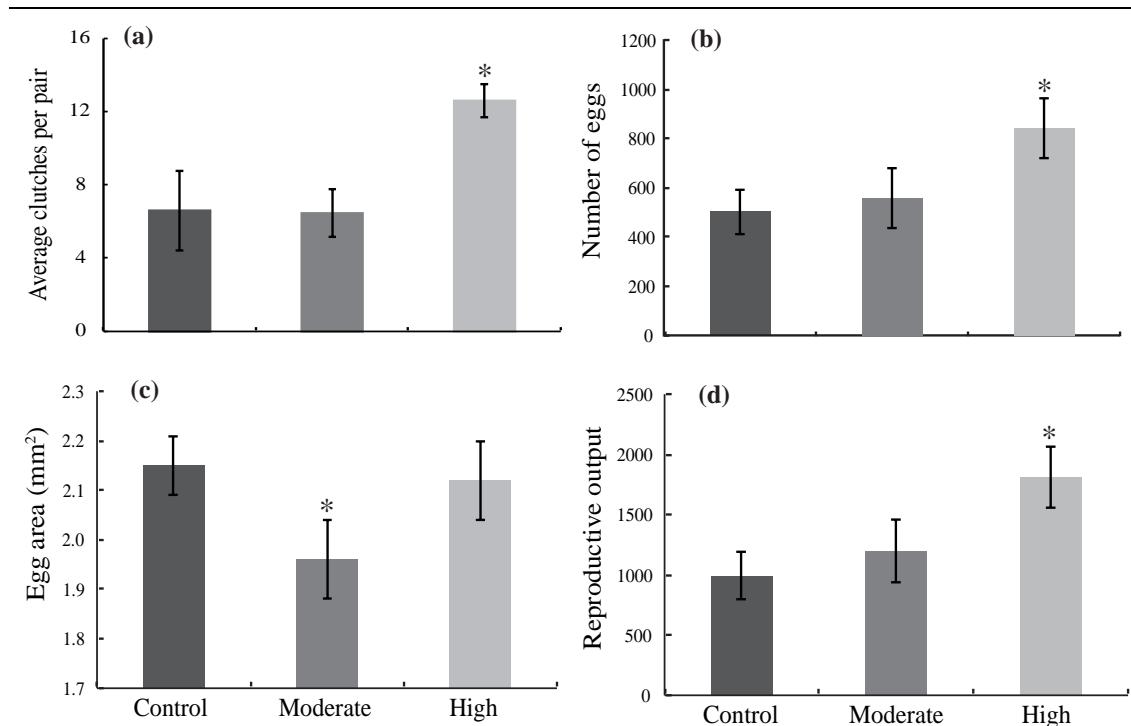 (a)
Average clutches per pair
16
12
8
4
0
*
(b)
Number of eggs
1200
1000
800
600
400
200
0
*
(c)
Egg area (mm²)
2.3
2.2
2.1
2.0
1.9
1.8
1.7
*
Control Moderate High
(d)
Reproductive output
2500
2000
1500
1000
500
0
*
Control Moderate High